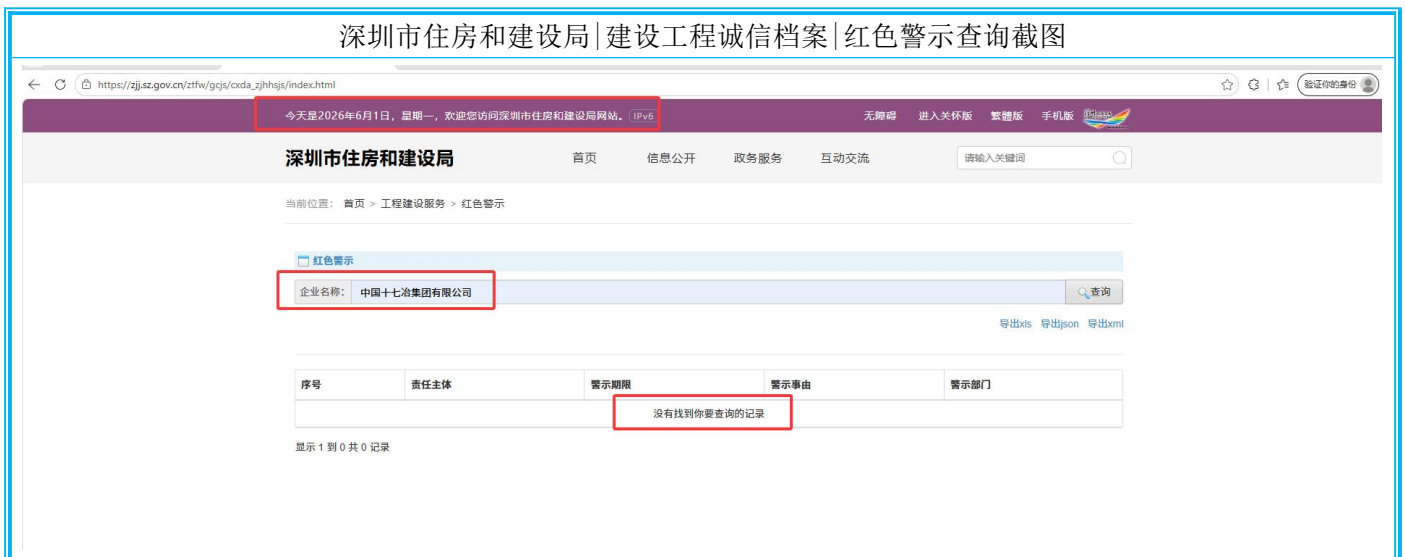 深圳市住房和建设局|建设工程诚信档案|红色警示查询截图
https://zjj.sz.gov.cn/ztfw/gcjs/cxda_zjhhsjs/index.html
验证你的身份
今天是2026年6月1日，星期一，欢迎您访问深圳市住房和建设局网站。 IPv6 无障碍 进入关怀版 繁體版 手机版
深圳市住房和建设局 首页 信息公开 政务服务 互动交流 请输入关键词
当前位置： 首页 > 工程建设服务 > 红色警示
红色警示
企业名称： 中国十七冶集团有限公司 查询
导出xls 导出json 导出xml
序号 责任主体 警示期限 警示事由 警示部门
没有找到你要查询的记录
显示 1 到 0 共 0 记录